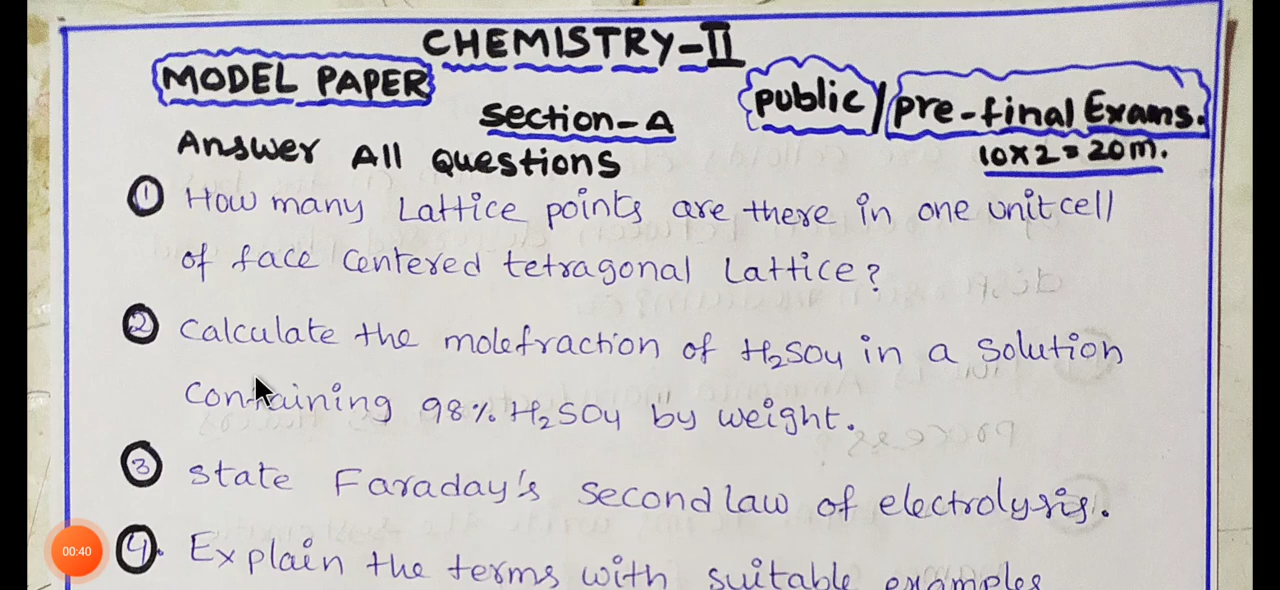 CHEMISTRY-II
MODEL PAPER
public/pre-final Exams.
Section-A
Answer All Questions
10x2=20m.
① How many Lattice points are there in one unitcell
of face centered tetragonal Lattice?
② Calculate the molefraction of H₂SO₄ in a Solution
Containing 98% H₂SO₄ by weight.
③ State Faraday's Second law of electrolysis.
④. Explain the terms with suitable examples
00:40